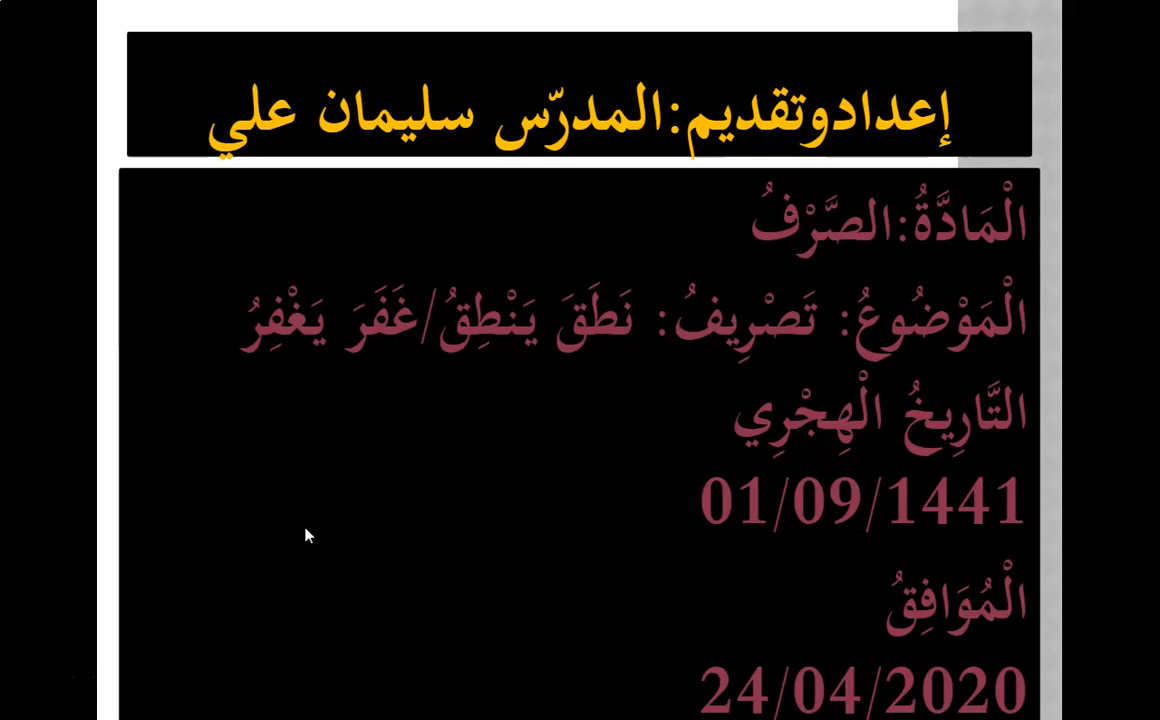 إعدادوتقديم:المدرّس سليمان علي
الْمَادَّةُ:الصَّرْفُ
الْمَوْضُوعُ: تَصْرِيفُ: نَطَقَ يَنْطِقُ/غَفَرَ يَغْفِرُ
التَّارِيخُ الْهِجْرِي
01/09/1441
الْمُوَافِقُ
24/04/2020